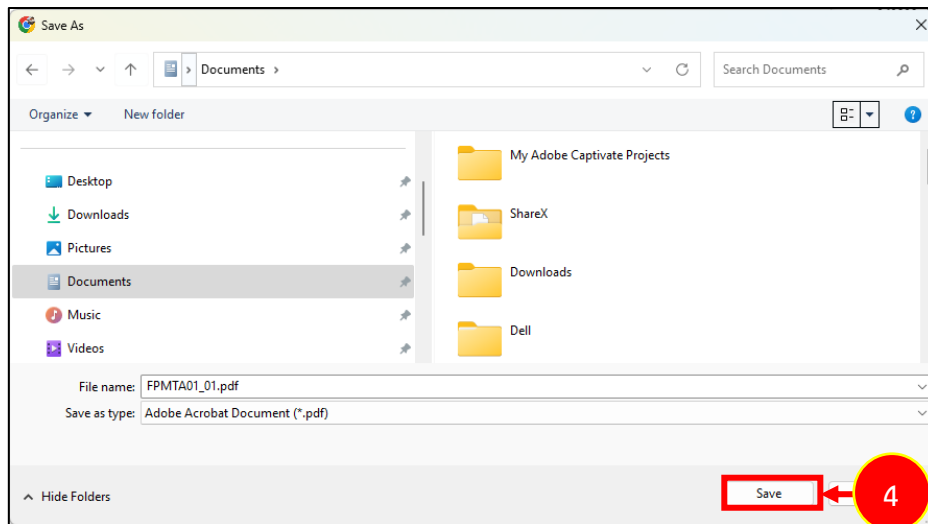 Save As
Documents
Search Documents
Organize
New folder
Desktop
Downloads
Pictures
Documents
Music
Videos
My Adobe Captivate Projects
ShareX
Downloads
Dell
File name: FPMTA01_01.pdf
Save as type: Adobe Acrobat Document (*.pdf)
Hide Folders
Save
4